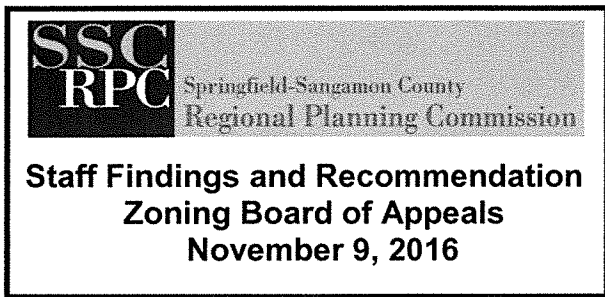 SSC
RPC
Springfield-Sangamon County
Regional Planning Commission
Staff Findings and Recommendation
Zoning Board of Appeals
November 9, 2016